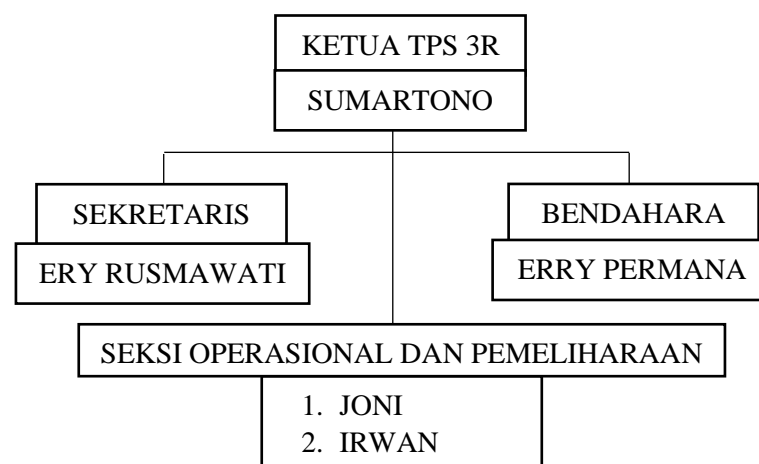 KETUA TPS 3R
SUMARTONO
SEKRETARIS
ERY RUSMAWATI
BENDAHARA
ERRY PERMANA
SEKSI OPERASIONAL DAN PEMELIHARAAN
1. JONI
2. IRWAN